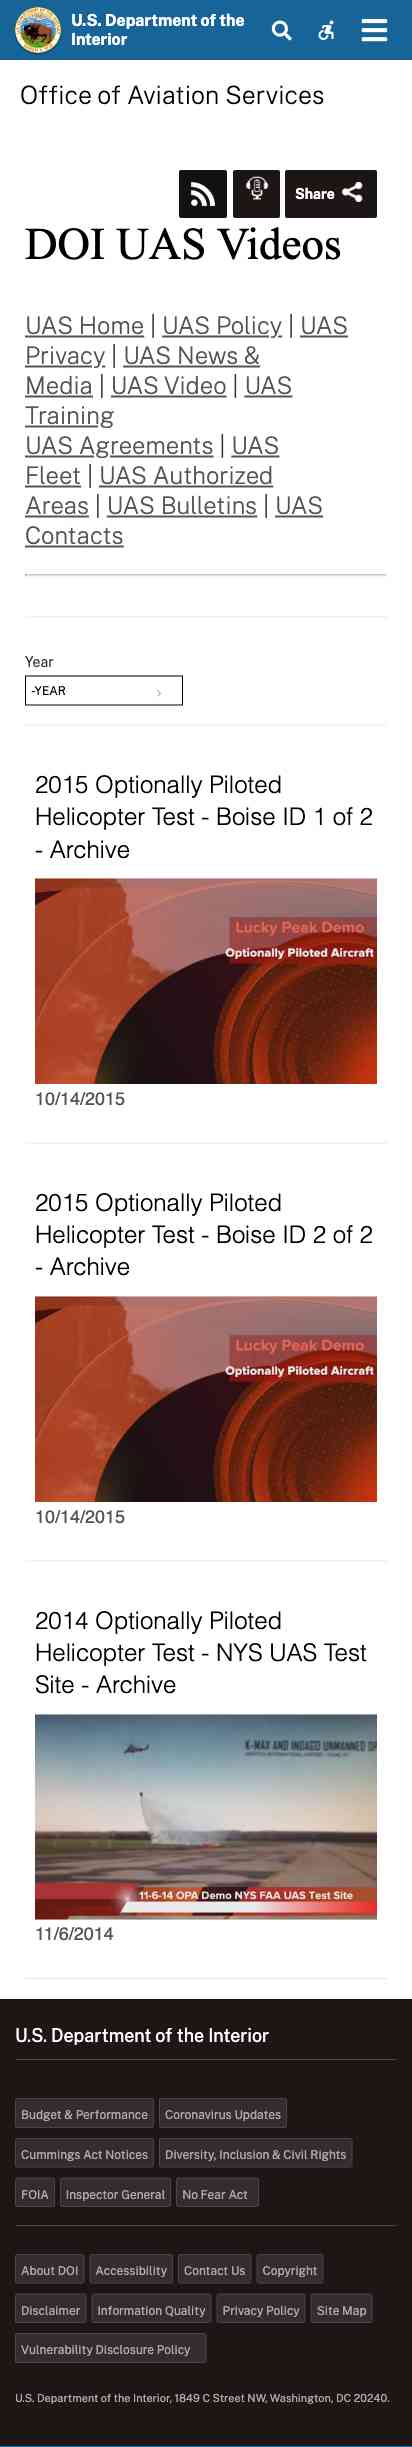 U.S. Department of the
Interior
Office of Aviation Services
Share
DOI UAS Videos
UAS Home | UAS Policy | UAS
Privacy | UAS News &
Media | UAS Video | UAS
Training
UAS Agreements | UAS
Fleet | UAS Authorized
Areas | UAS Bulletins | UAS
Contacts
Year
-YEAR
2015 Optionally Piloted
Helicopter Test - Boise ID 1 of 2
- Archive
Lucky Peak Demo
Optionally Piloted Aircraft
10/14/2015
2015 Optionally Piloted
Helicopter Test - Boise ID 2 of 2
- Archive
Lucky Peak Demo
Optionally Piloted Aircraft
10/14/2015
2014 Optionally Piloted
Helicopter Test - NYS UAS Test
Site - Archive
K-MAX AND INDAGO UNMANNED
11-6-14 OPA Demo NYS FAA UAS Test Site
11/6/2014
U.S. Department of the Interior
Budget & Performance Coronavirus Updates
Cummings Act Notices Diversity, Inclusion & Civil Rights
FOIA Inspector General No Fear Act
About DOI Accessibility Contact Us Copyright
Disclaimer Information Quality Privacy Policy Site Map
Vulnerability Disclosure Policy
U.S. Department of the Interior, 1849 C Street NW, Washington, DC 20240.